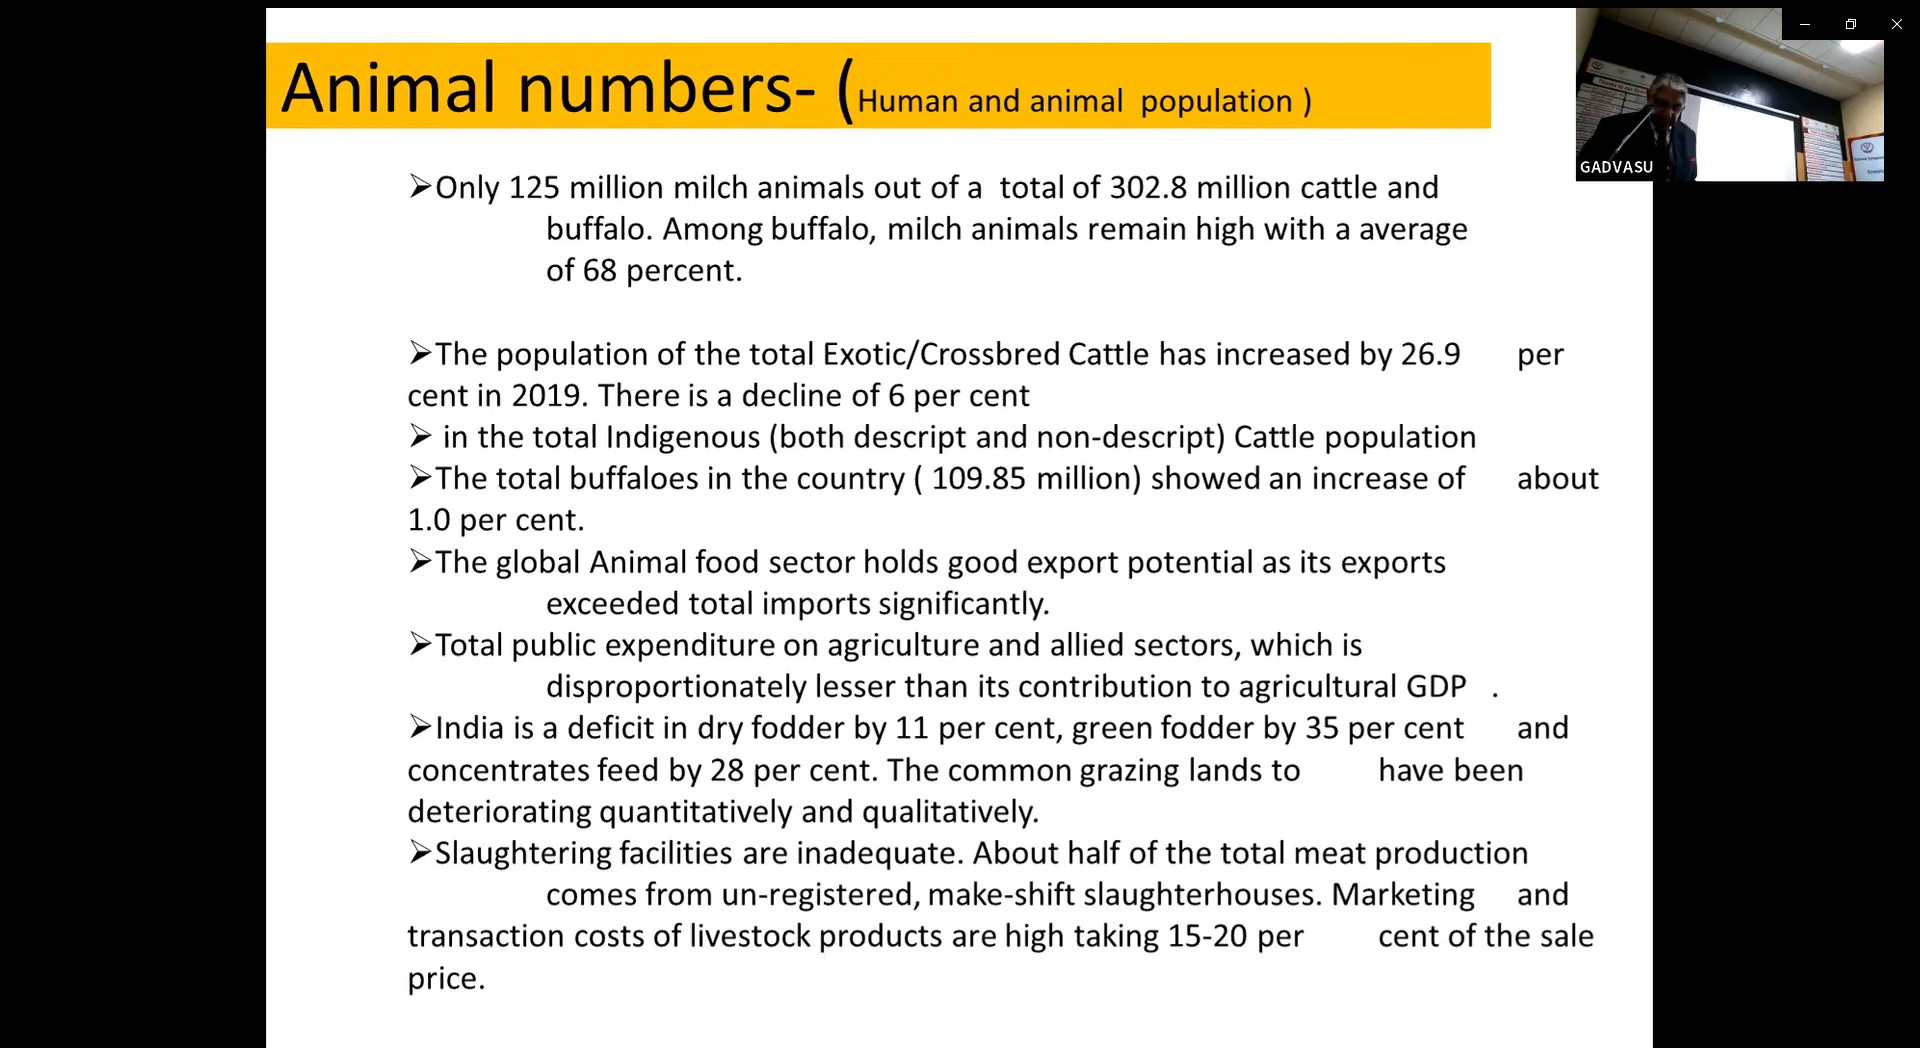 Animal numbers- (Human and animal population )
➢Only 125 million milch animals out of a total of 302.8 million cattle and
buffalo. Among buffalo, milch animals remain high with a average
of 68 percent.
➢The population of the total Exotic/Crossbred Cattle has increased by 26.9 per
cent in 2019. There is a decline of 6 per cent
➢ in the total Indigenous (both descript and non-descript) Cattle population
➢The total buffaloes in the country ( 109.85 million) showed an increase of about
1.0 per cent.
➢The global Animal food sector holds good export potential as its exports
exceeded total imports significantly.
➢Total public expenditure on agriculture and allied sectors, which is
disproportionately lesser than its contribution to agricultural GDP .
➢India is a deficit in dry fodder by 11 per cent, green fodder by 35 per cent and
concentrates feed by 28 per cent. The common grazing lands to have been
deteriorating quantitatively and qualitatively.
➢Slaughtering facilities are inadequate. About half of the total meat production
comes from un-registered, make-shift slaughterhouses. Marketing and
transaction costs of livestock products are high taking 15-20 per cent of the sale
price.
GADVASU